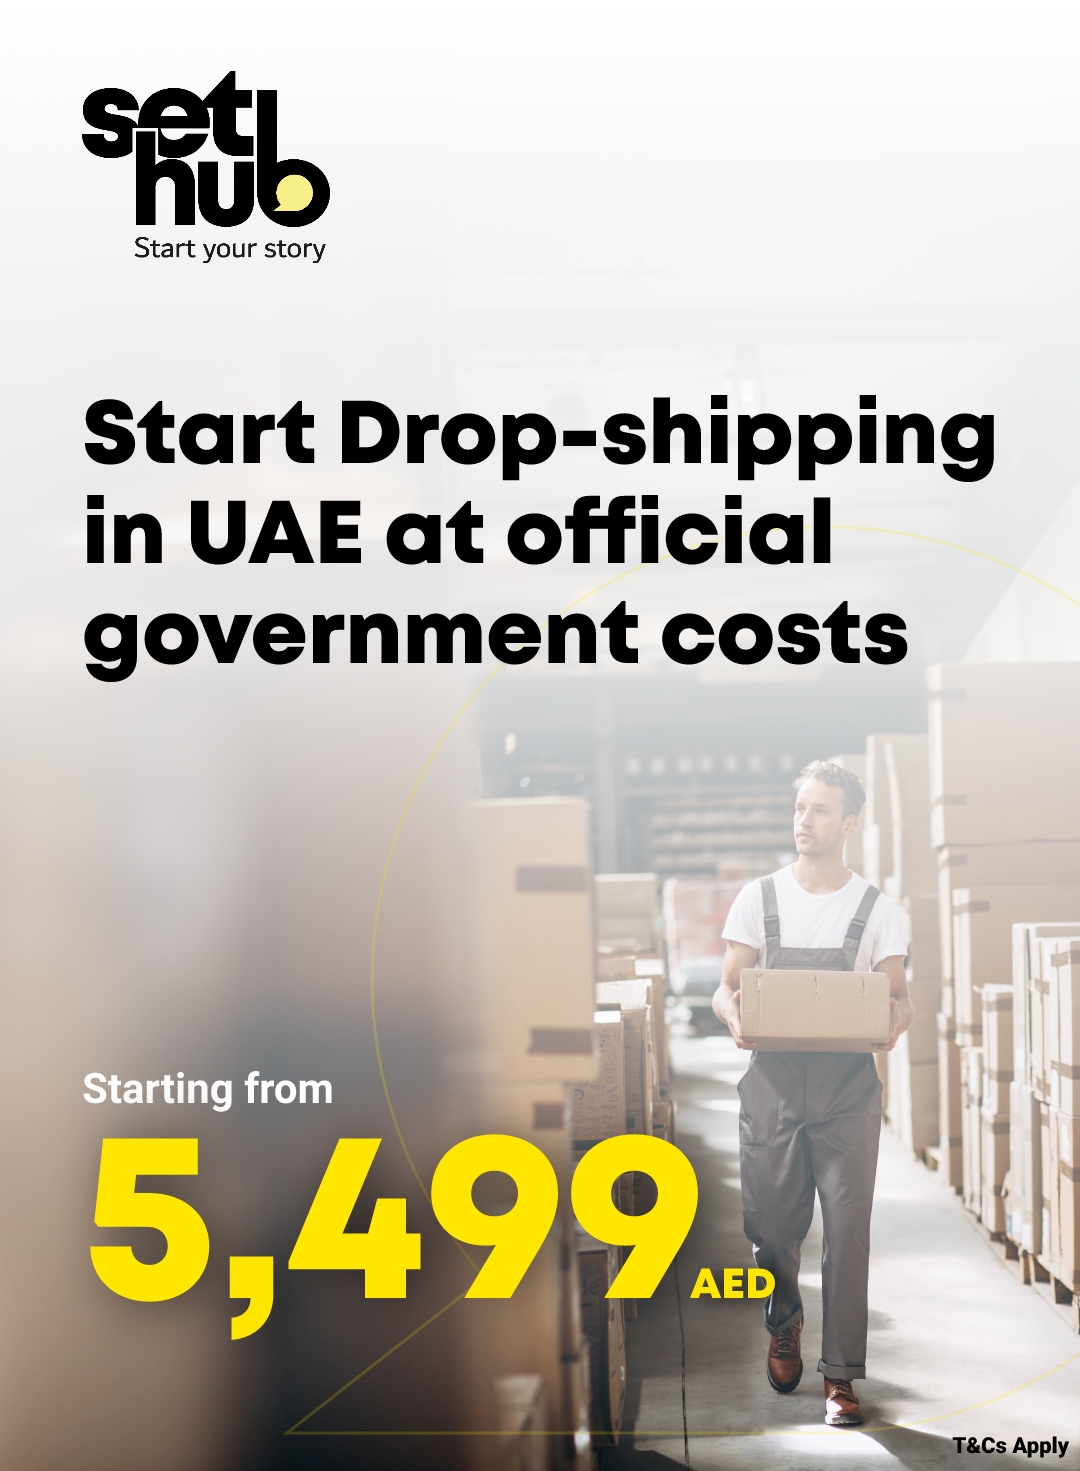 set
hub
Start your story
Start Drop-shipping
in UAE at official
government costs
Starting from
5,499 AED
T&Cs Apply